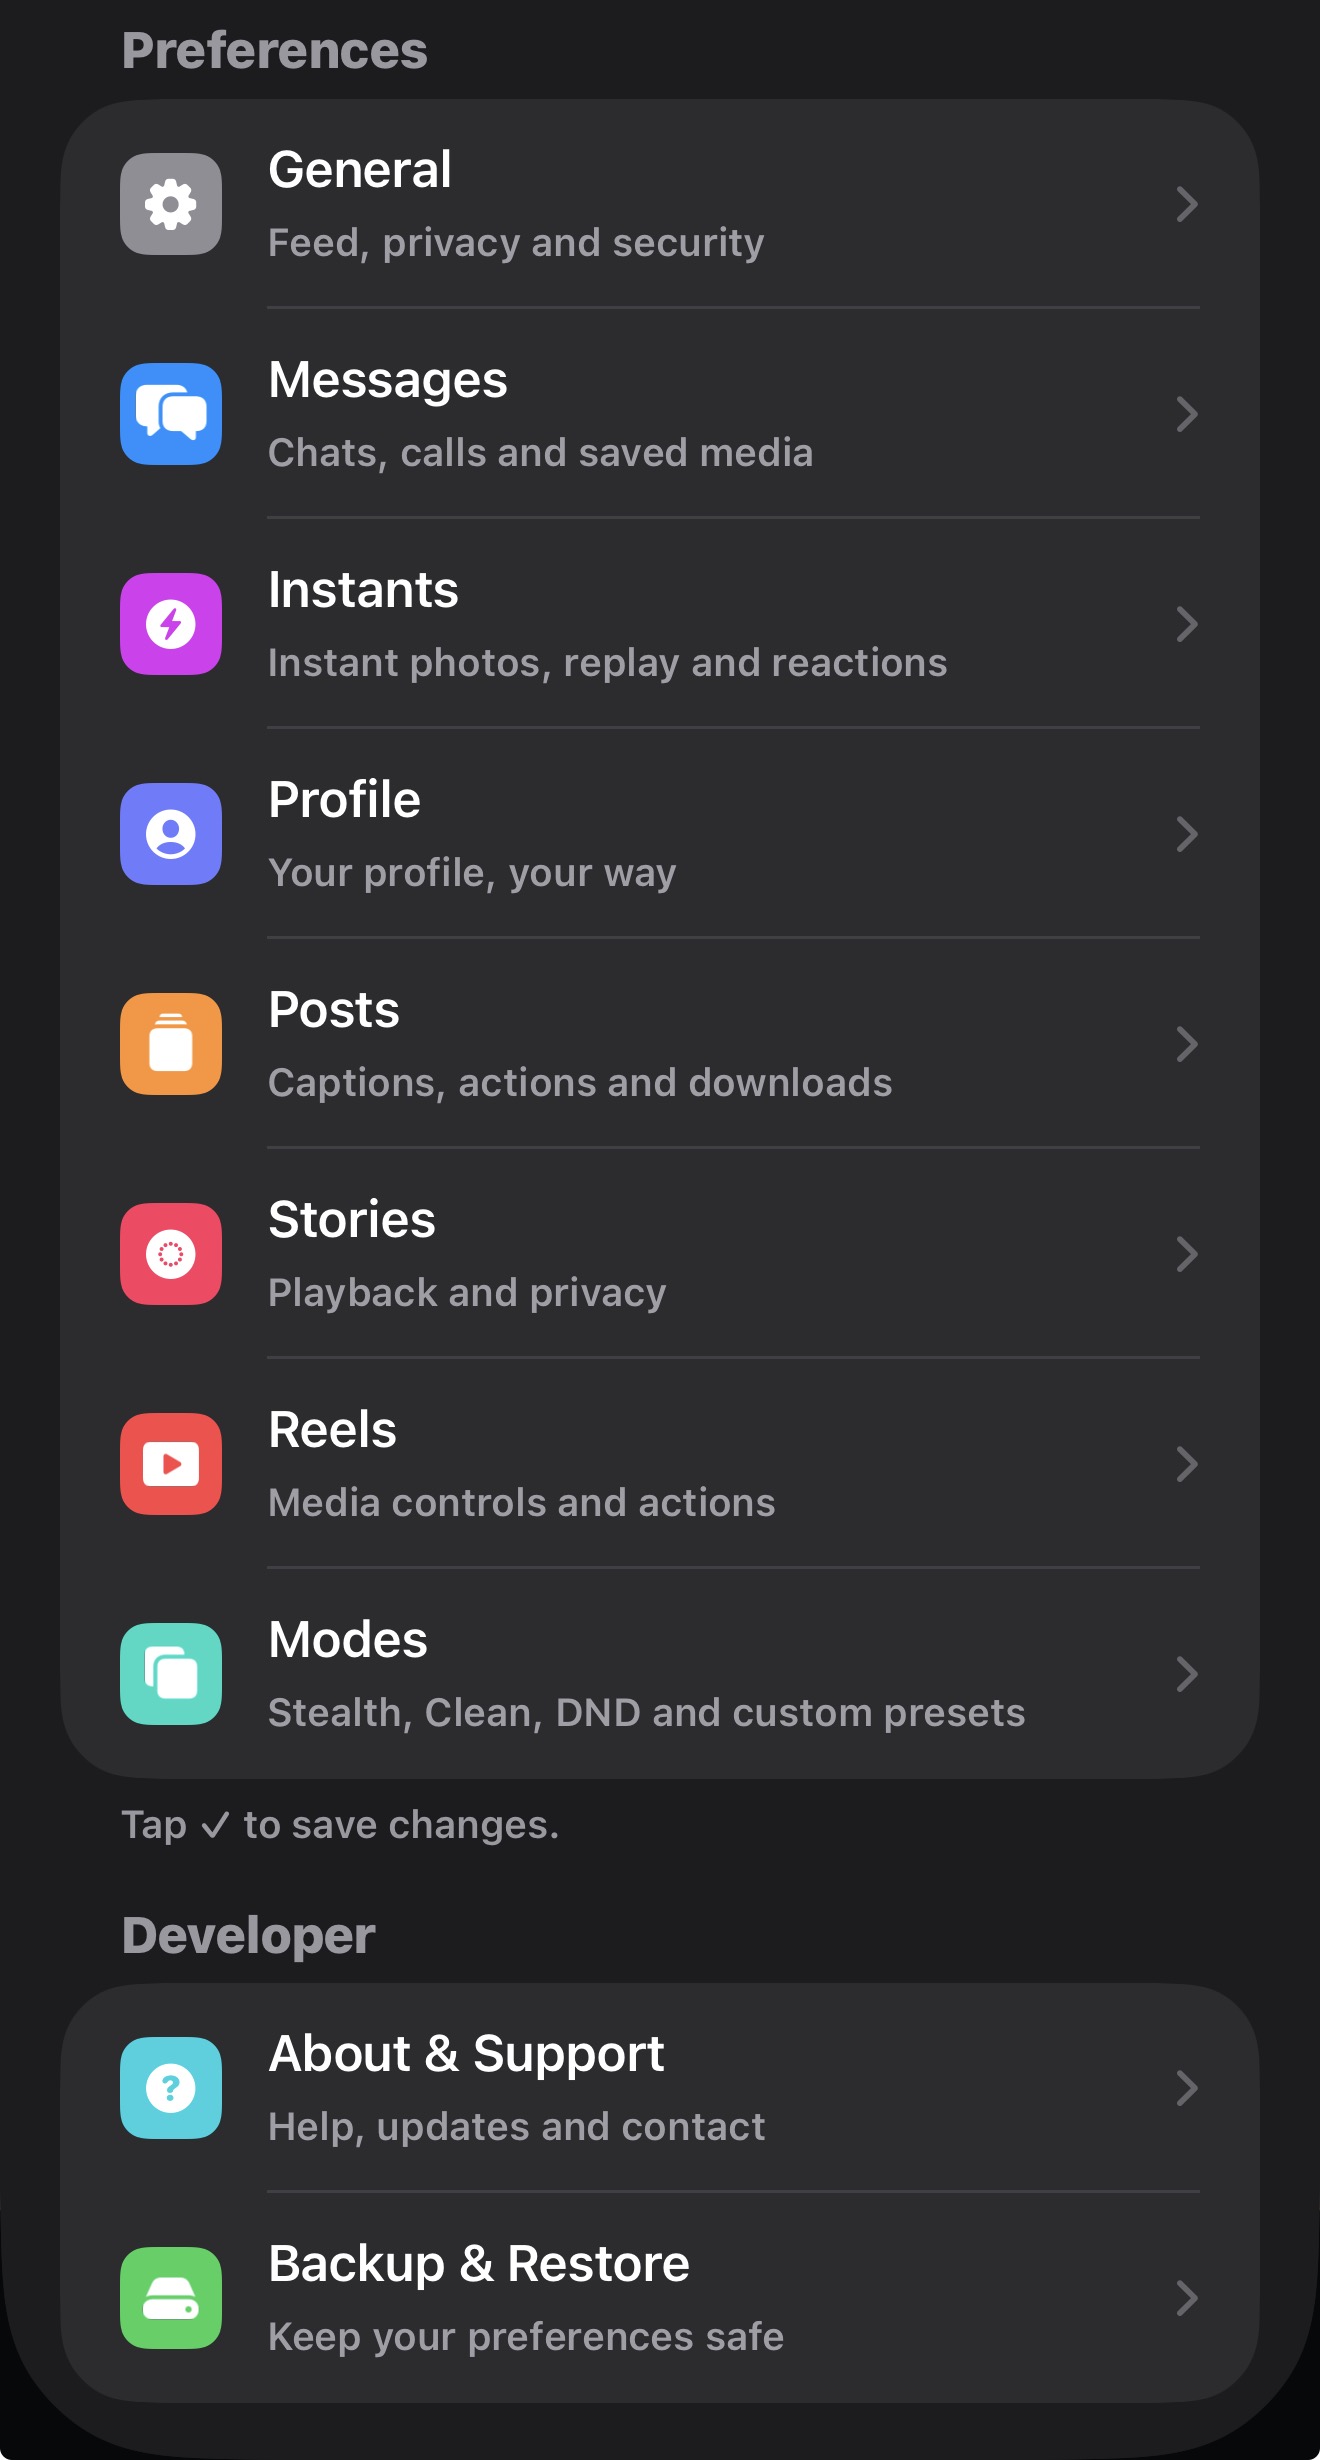 Preferences
General
Feed, privacy and security
Messages
Chats, calls and saved media
Instants
Instant photos, replay and reactions
Profile
Your profile, your way
Posts
Captions, actions and downloads
Stories
Playback and privacy
Reels
Media controls and actions
Modes
Stealth, Clean, DND and custom presets
Tap ✓ to save changes.
Developer
?
About & Support
Help, updates and contact
Backup & Restore
Keep your preferences safe